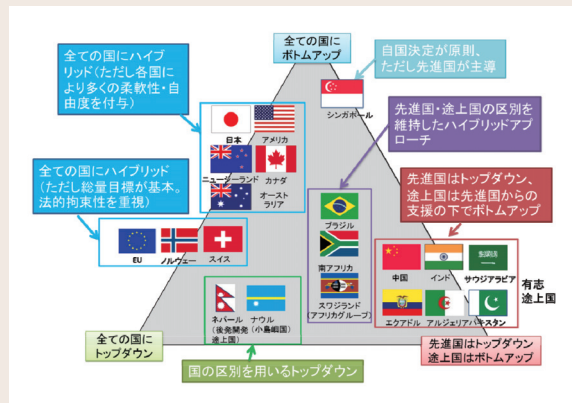 全ての国に
ボトムアップ
全ての国にハイブ
リッド（ただし各国に
より多くの柔軟性・自
由度を付与）
自国決定が原則、
ただし先進国が主導
シンガポール
日本
アメリカ
ニュージーランド
カナダ
オースト
ラリア
先進国・途上国の区別を
維持したハイブリッドアプ
ローチ
全ての国にハイブリッド
（ただし総量目標が基本。
法的拘束性を重視）
先進国はトップダウン、
途上国は先進国からの
支援の下でボトムアップ
EU
ノルウェー
スイス
ブラジル
南アフリカ
スワジランド
（アフリカグループ）
中国
インド
サウジアラビア
エクアドル
アルジェリア
パキスタン
有志
途上国
ネパール
（後発開発
途上国）
ナウル
（小島嶼国）
全ての国に
トップダウン
先進国はトップダウン
途上国はボトムアップ
国の区別を用いるトップダウン